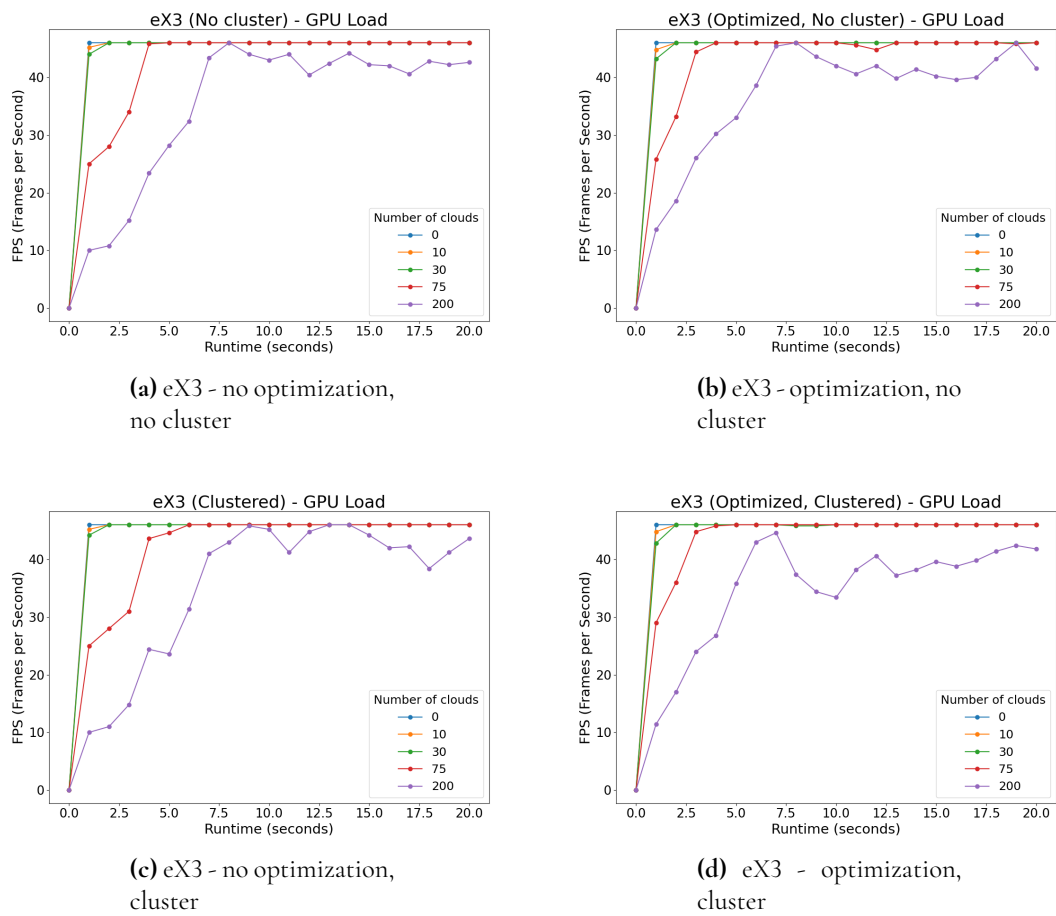 eX3 (No cluster) - GPU Load
FPS (Frames per Second)
40
30
20
10
0
Number of clouds
0
10
30
75
200
0.0 2.5 5.0 7.5 10.0 12.5 15.0 17.5 20.0
Runtime (seconds)
(a) eX3 - no optimization,
no cluster
eX3 (Optimized, No cluster) - GPU Load
FPS (Frames per Second)
40
30
20
10
0
Number of clouds
0
10
30
75
200
0.0 2.5 5.0 7.5 10.0 12.5 15.0 17.5 20.0
Runtime (seconds)
(b) eX3 - optimization, no
cluster
eX3 (Clustered) - GPU Load
FPS (Frames per Second)
40
30
20
10
0
Number of clouds
0
10
30
75
200
0.0 2.5 5.0 7.5 10.0 12.5 15.0 17.5 20.0
Runtime (seconds)
(c) eX3 - no optimization,
cluster
eX3 (Optimized, Clustered) - GPU Load
FPS (Frames per Second)
40
30
20
10
0
Number of clouds
0
10
30
75
200
0.0 2.5 5.0 7.5 10.0 12.5 15.0 17.5 20.0
Runtime (seconds)
(d) eX3 - optimization,
cluster